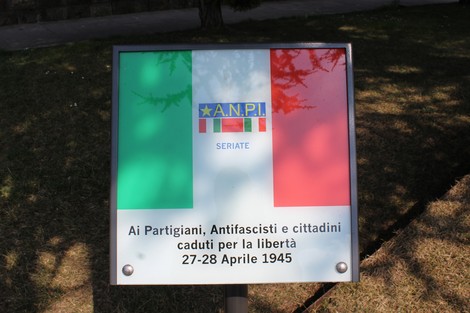 A.N.P.I.
SERIATE
Ai Partigiani, Antifascisti e cittadini
caduti per la libertà
27-28 Aprile 1945